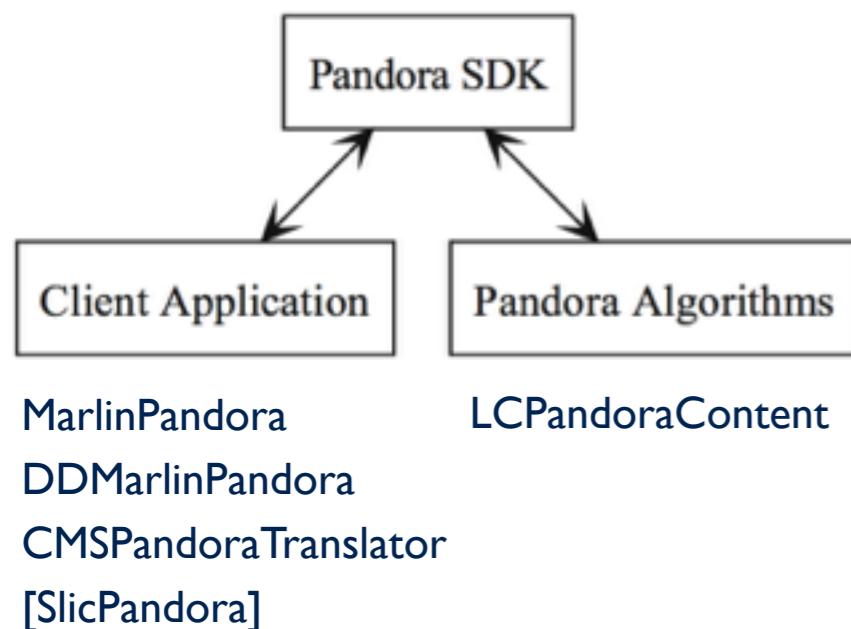 Pandora SDK
Client Application
Pandora Algorithms
MarlinPandora
DDMarlinPandora
CMSPandoraTranslator
[SlicPandora]
LCPandoraContent